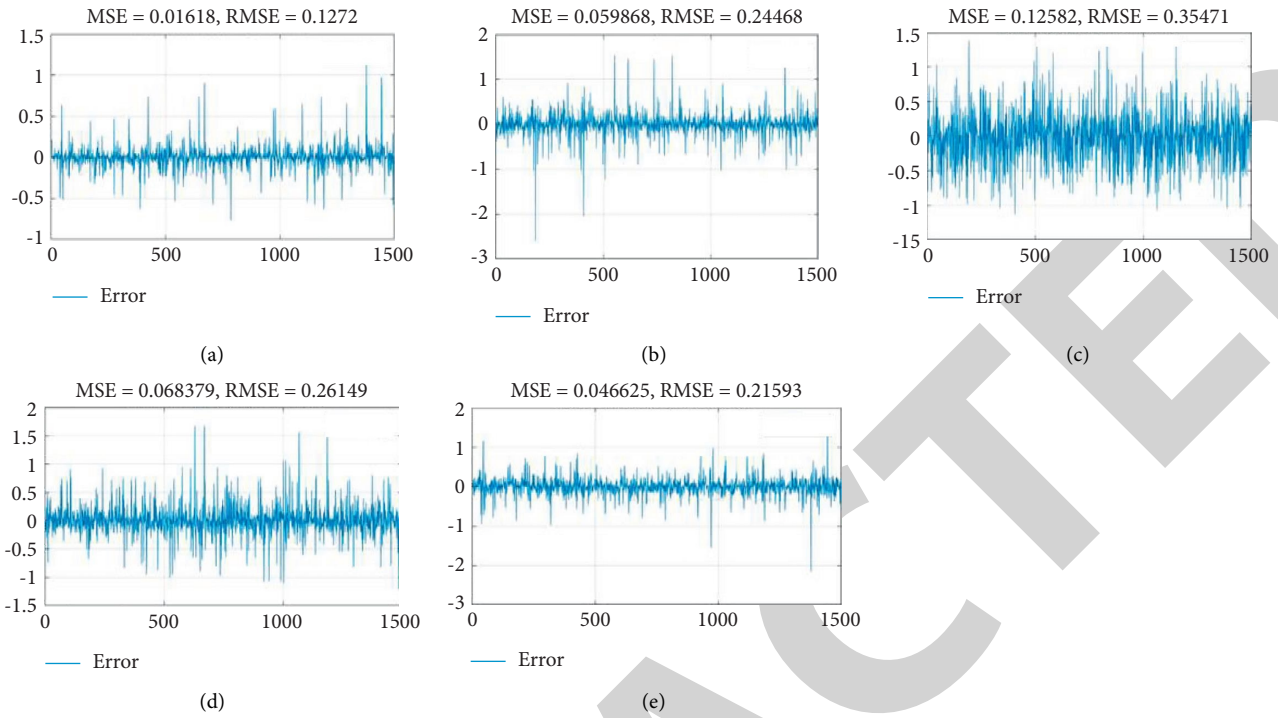 MSE = 0.01618, RMSE = 0.1272
1.5
1
0.5
0
-0.5
-1
0 500 1000 1500
Error
(a)
MSE = 0.059868, RMSE = 0.24468
2
1
0
-1
-2
-3
0 500 1000 1500
Error
(b)
MSE = 0.12582, RMSE = 0.35471
1.5
1
0.5
0
-0.5
-1
-15
0 500 1000 1500
Error
(c)
MSE = 0.068379, RMSE = 0.26149
2
1.5
1
0.5
0
-0.5
-1
-1.5
0 500 1000 1500
Error
(d)
MSE = 0.046625, RMSE = 0.21593
2
1
0
-1
-2
-3
0 500 1000 1500
Error
(e)
ACTE